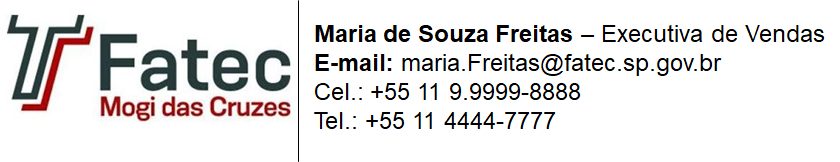 Fatec
Mogi das Cruzes
Maria de Souza Freitas – Executiva de Vendas
E-mail: maria.Freitas@fatec.sp.gov.br
Cel.: +55 11 9.9999-8888
Tel.: +55 11 4444-7777